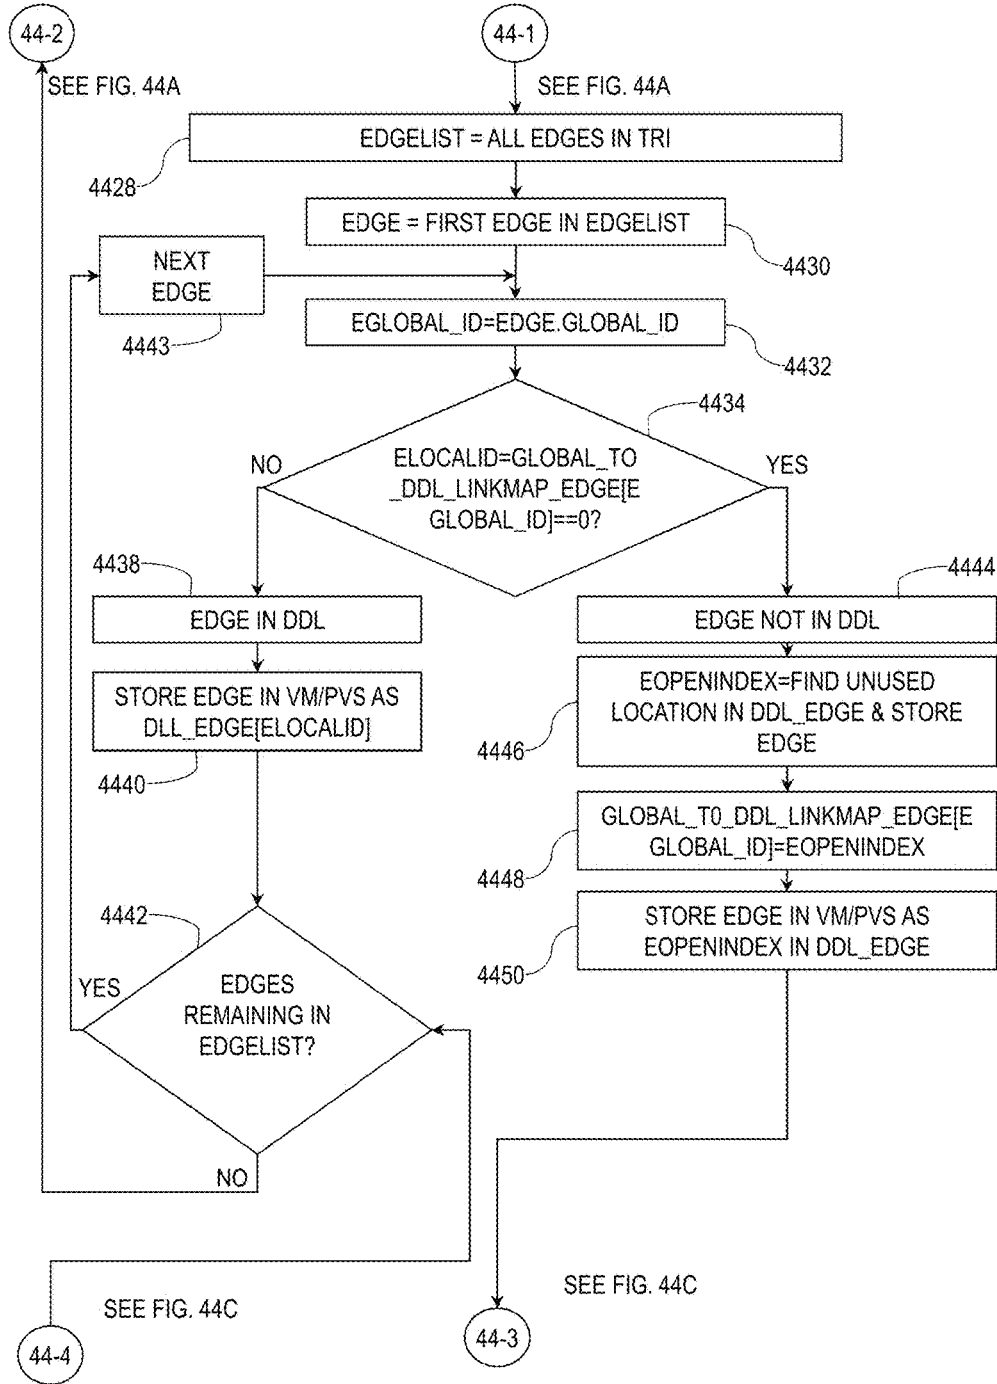 44-2
44-1
SEE FIG. 44A
SEE FIG. 44A
EDGELIST = ALL EDGES IN TRI
4428
EDGE = FIRST EDGE IN EDGELIST
4430
NEXT
EDGE
4443
EGLOBAL_ID=EDGE.GLOBAL_ID
4432
4434
ELOCALID=GLOBAL_TO
_DDL_LINKMAP_EDGE[E
GLOBAL_ID]==0?
NO
YES
4438
4444
EDGE IN DDL
EDGE NOT IN DDL
STORE EDGE IN VM/PVS AS
DLL_EDGE[ELOCALID]
4440
EOPENINDEX=FIND UNUSED
LOCATION IN DDL_EDGE & STORE
EDGE
4446
GLOBAL_T0_DDL_LINKMAP_EDGE[E
GLOBAL_ID]=EOPENINDEX
4448
STORE EDGE IN VM/PVS AS
EOPENINDEX IN DDL_EDGE
4450
4442
YES
EDGES
REMAINING IN
EDGELIST?
NO
SEE FIG. 44C
SEE FIG. 44C
44-4
44-3